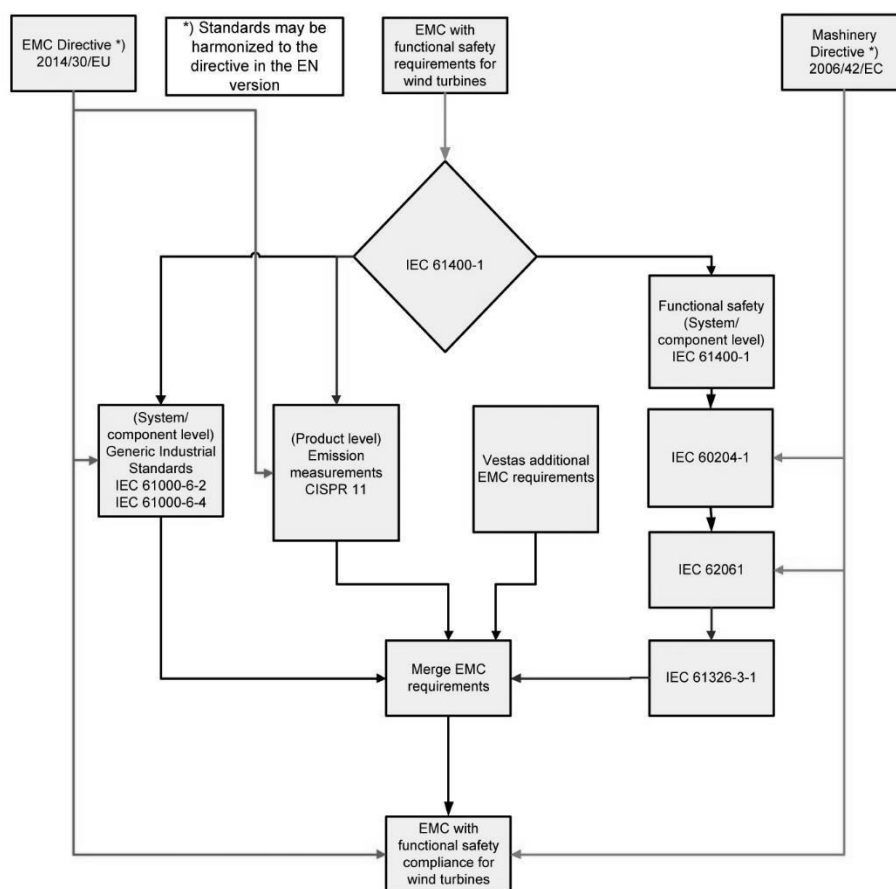 EMC Directive *)
2014/30/EU
*) Standards may be
harmonized to the
directive in the EN
version
EMC with
functional safety
requirements for
wind turbines
Mashinery
Directive *)
2006/42/EC
IEC 61400-1
Functional safety
(System/
component level)
IEC 61400-1
(System/
component level)
Generic Industrial
Standards
IEC 61000-6-2
IEC 61000-6-4
(Product level)
Emission
measurements
CISPR 11
Vestas additional
EMC requirements
IEC 60204-1
IEC 62061
Merge EMC
requirements
IEC 61326-3-1
EMC with
functional safety
compliance for
wind turbines